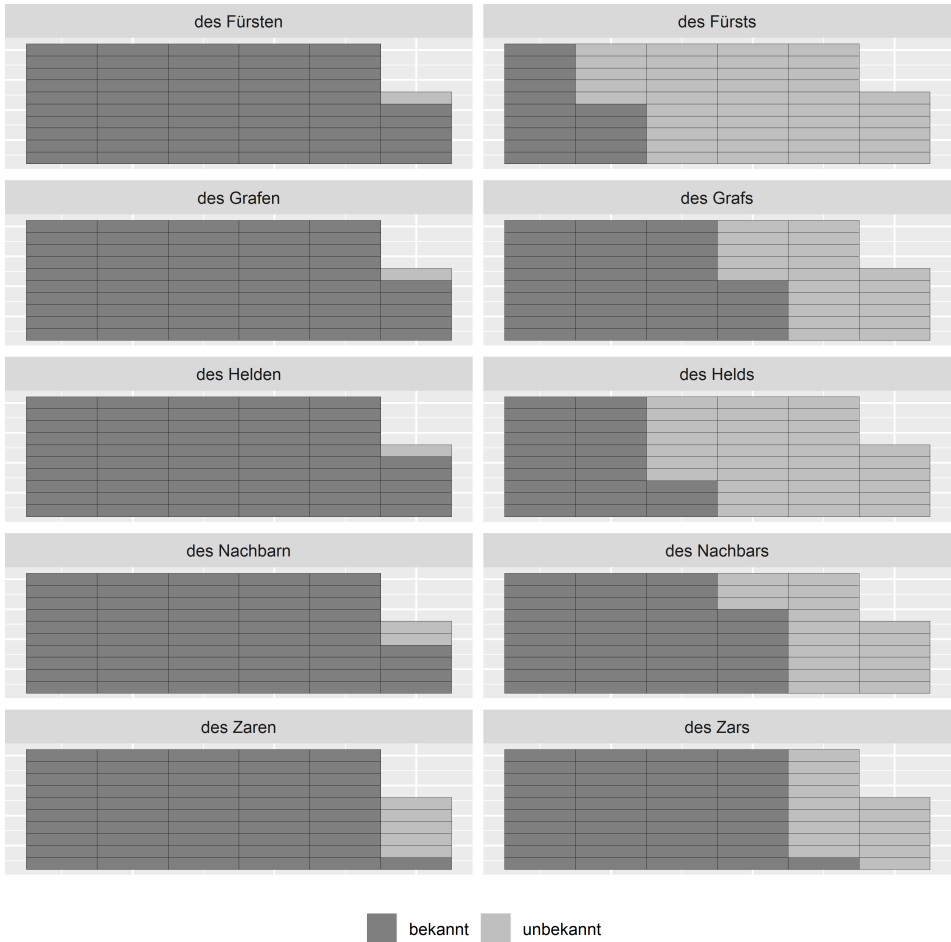 des Fürsten
des Fürsts
des Grafen
des Grafs
des Helden
des Helds
des Nachbarn
des Nachbars
des Zaren
des Zars
bekannt
unbekannt